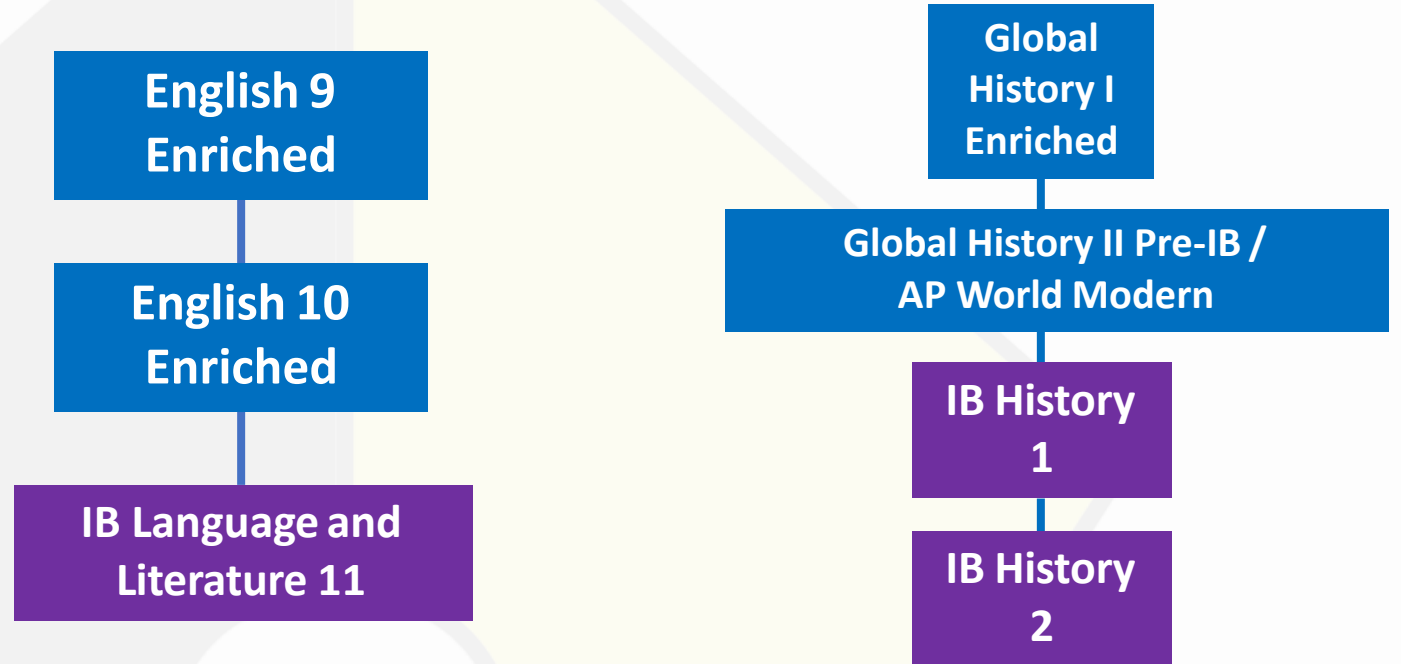 English 9
Enriched
English 10
Enriched
IB Language and
Literature 11
Global
History I
Enriched
Global History II Pre-IB /
AP World Modern
IB History
1
IB History
2